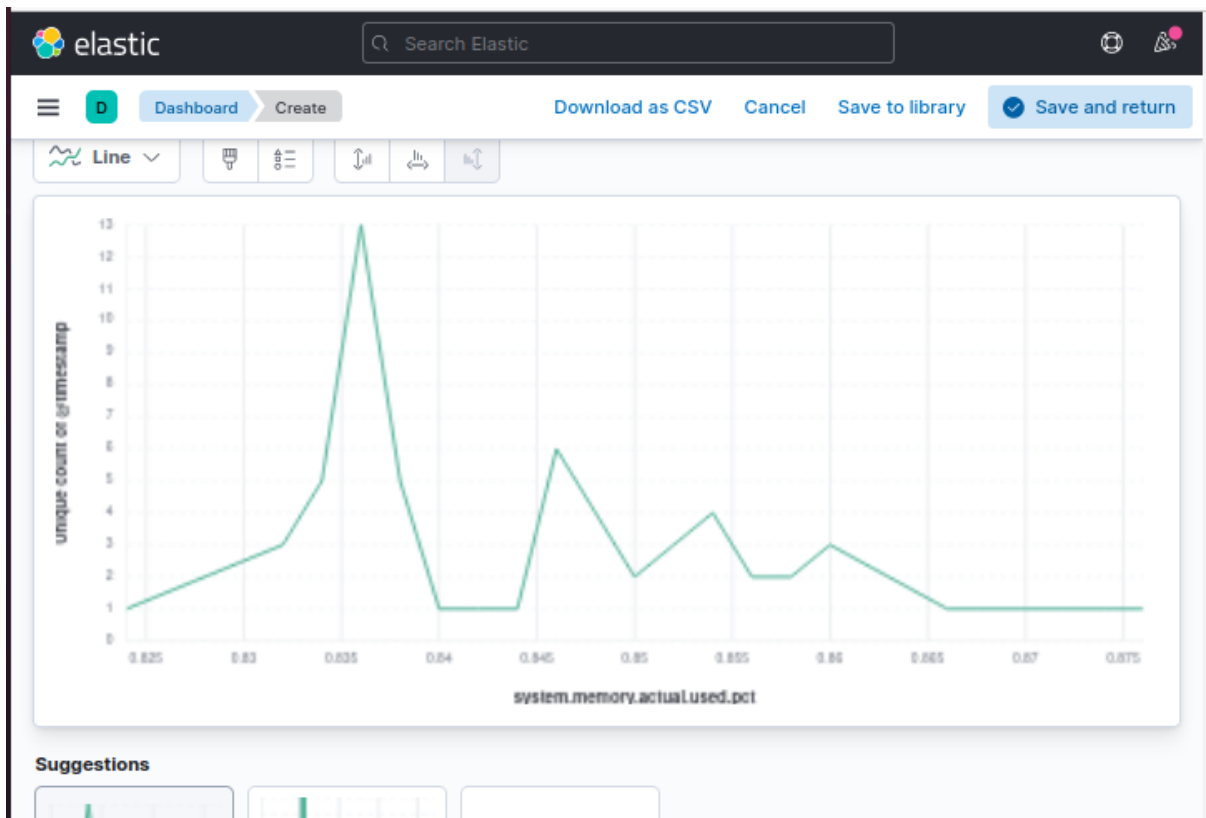 elastic
Search Elastic
D
Dashboard
Create
Download as CSV
Cancel
Save to library
Save and return
Line
13
12
11
10
9
8
7
6
5
4
3
2
1
0
unique count of @timestamp
0.825
0.83
0.835
0.84
0.845
0.85
0.855
0.86
0.865
0.87
0.875
system.memory.actual.used.pct
Suggestions